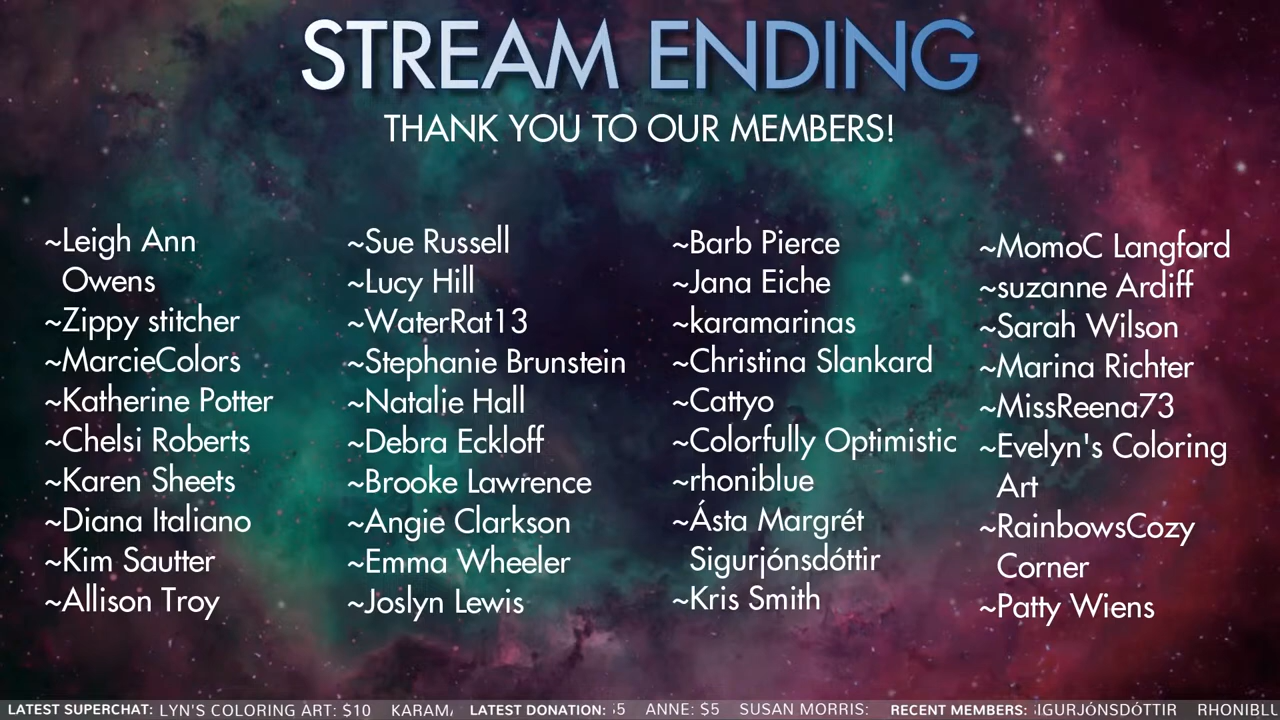 STREAM ENDING
THANK YOU TO OUR MEMBERS!
~Leigh Ann
Owens
~Zippy stitcher
~MarcieColors
~Katherine Potter
~Chelsi Roberts
~Karen Sheets
~Diana Italiano
~Kim Sautter
~Allison Troy
~Sue Russell
~Lucy Hill
~WaterRat13
~Stephanie Brunstein
~Natalie Hall
~Debra Eckloff
~Brooke Lawrence
~Angie Clarkson
~Emma Wheeler
~Joslyn Lewis
~Barb Pierce
~Jana Eiche
~karamarinas
~Christina Slankard
~Cattyo
~Colorfully Optimistic
~rhoniblue
~Ásta Margrét
Sigurjónsdóttir
~Kris Smith
~MomoC Langford
~suzanne Ardiff
~Sarah Wilson
~Marina Richter
~MissReena73
~Evelyn's Coloring
Art
~RainbowsCozy
Corner
~Patty Wiens
LATEST SUPERCHAT: LYN'S COLORING ART: $10 KARAM
LATEST DONATION: 5 ANNE: $5 SUSAN MORRIS:
RECENT MEMBERS: IGURJÓNSDÓTTIR RHONIBLU